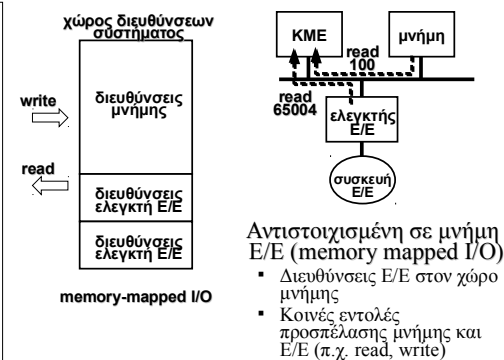 χώρος διευθύνσεων
συστήματος
διευθύνσεις
μνήμης
write
read
διευθύνσεις
ελεγκτή Ε/Ε
διευθύνσεις
ελεγκτή Ε/Ε
memory-mapped I/O
ΚΜΕ
μνήμη
read
100
read
65004
ελεγκτής
Ε/Ε
συσκευή
Ε/Ε
Αντιστοιχισμένη σε μνήμη
Ε/Ε (memory mapped I/O)
▪ Διευθύνσεις Ε/Ε στον χώρο
μνήμης
▪ Κοινές εντολές
προσπέλασης μνήμης και
Ε/Ε (π.χ. read, write)